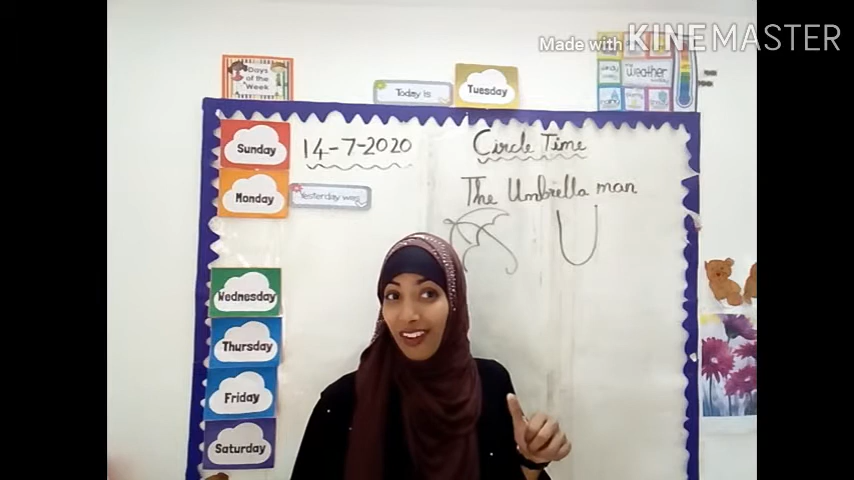 Made with KINEMASTER
Days
of the
Week
Today is
Tuesday
Weather
Sunday
14-7-2020
Circle Time
Monday
Yesterday was
The Umbrella man
U
Wednesday
Thursday
Friday
Saturday